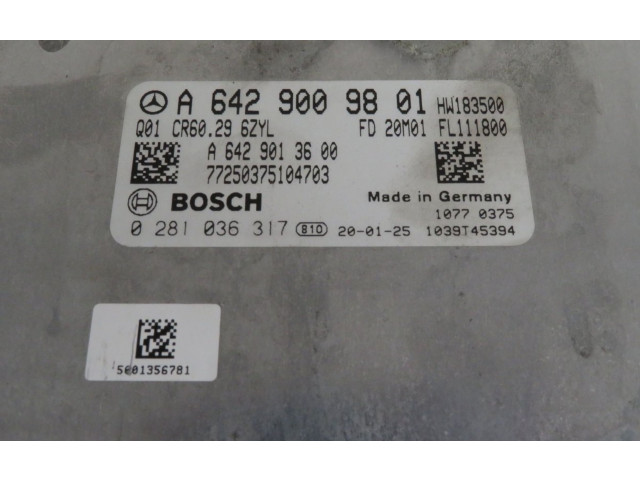 A 642 900 98 01 HW183500
Q01 CR60.29 6ZYL FD 20M01 FL111800
A 642 901 36 00
77250375104703
BOSCH Made in Germany
1077 0375
0 281 036 317 B10 20-01-25 1039T45394
5601356781